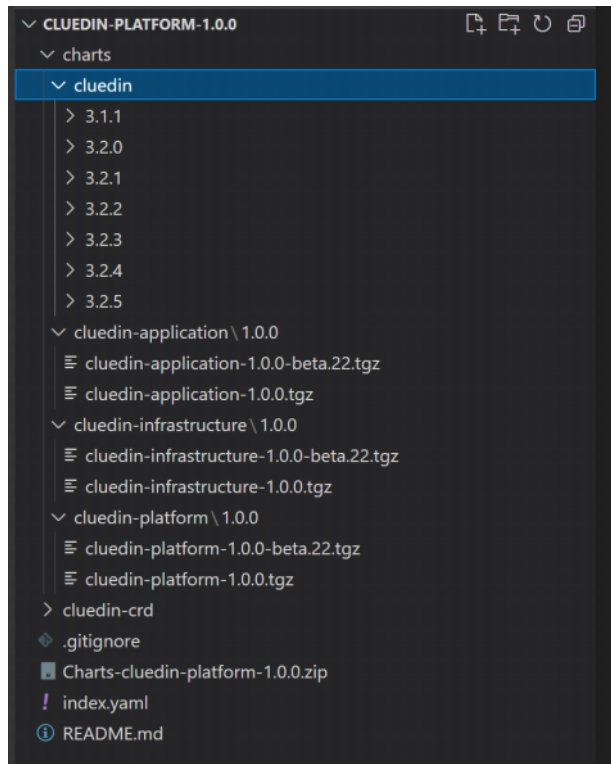 CLUEDIN-PLATFORM-1.0.0
charts
cluedin
3.1.1
3.2.0
3.2.1
3.2.2
3.2.3
3.2.4
3.2.5
cluedin-application\1.0.0
cluedin-application-1.0.0-beta.22.tgz
cluedin-application-1.0.0.tgz
cluedin-infrastructure\1.0.0
cluedin-infrastructure-1.0.0-beta.22.tgz
cluedin-infrastructure-1.0.0.tgz
cluedin-platform\1.0.0
cluedin-platform-1.0.0-beta.22.tgz
cluedin-platform-1.0.0.tgz
cluedin-crd
.gitignore
Charts-cluedin-platform-1.0.0.zip
index.yaml
README.md